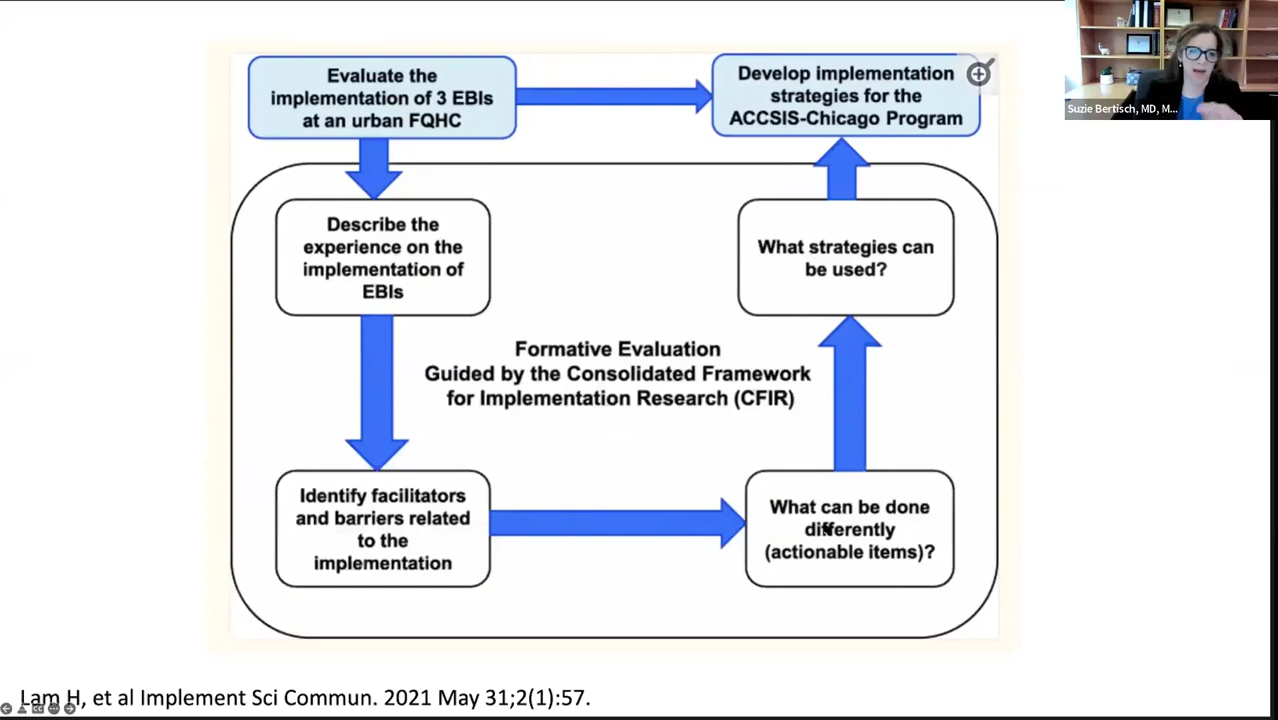 Evaluate the
implementation of 3 EBIs
at an urban FQHC
Develop implementation
strategies for the
ACCSIS-Chicago Program
Suzie Bertisch, MD, M...
Describe the
experience on the
implementation of
EBIs
What strategies can
be used?
Formative Evaluation
Guided by the Consolidated Framework
for Implementation Research (CFIR)
Identify facilitators
and barriers related
to the
implementation
What can be done
differently
(actionable items)?
Lam H, et al Implement Sci Commun. 2021 May 31;2(1):57.